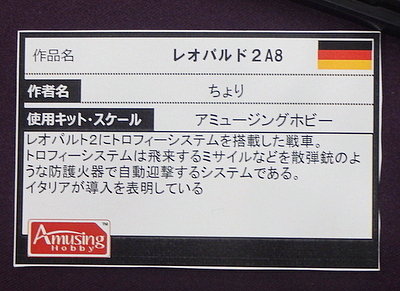 作品名 レオパルド2A8
作者名 ちょり
使用キット・スケール アミュージングホビー
レオパルト2にトロフィーシステムを搭載した戦車。
トロフィーシステムは飛来するミサイルなどを散弾銃のよ
うな防護火器で自動迎撃するシステムである。
イタリアが導入を表明している
Amusing
Hobby
TM